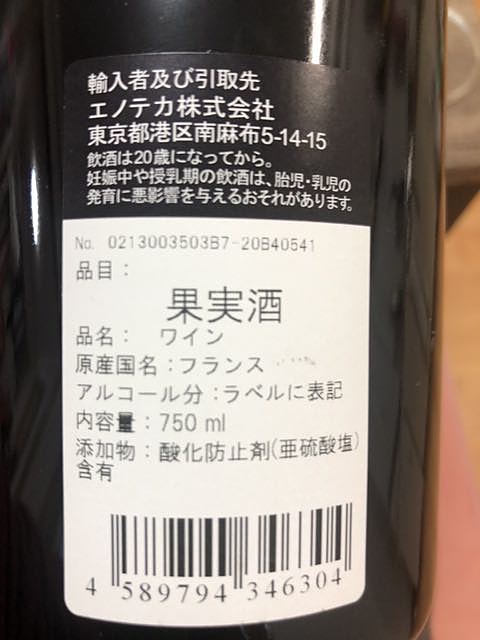 輸入者及び引取先
エノテカ株式会社
東京都港区南麻布5-14-15
飲酒は20歳になってから。
妊娠中や授乳期の飲酒は、胎児・乳児の
発育に悪影響を与えるおそれがあります。
No. 0213003503B7-20B40541
品目：
果実酒
品名： ワイン
原産国名：フランス
アルコール分：ラベルに表記
内容量：750 ml
添加物：酸化防止剤(亜硫酸塩)
含有
4 589794 346304